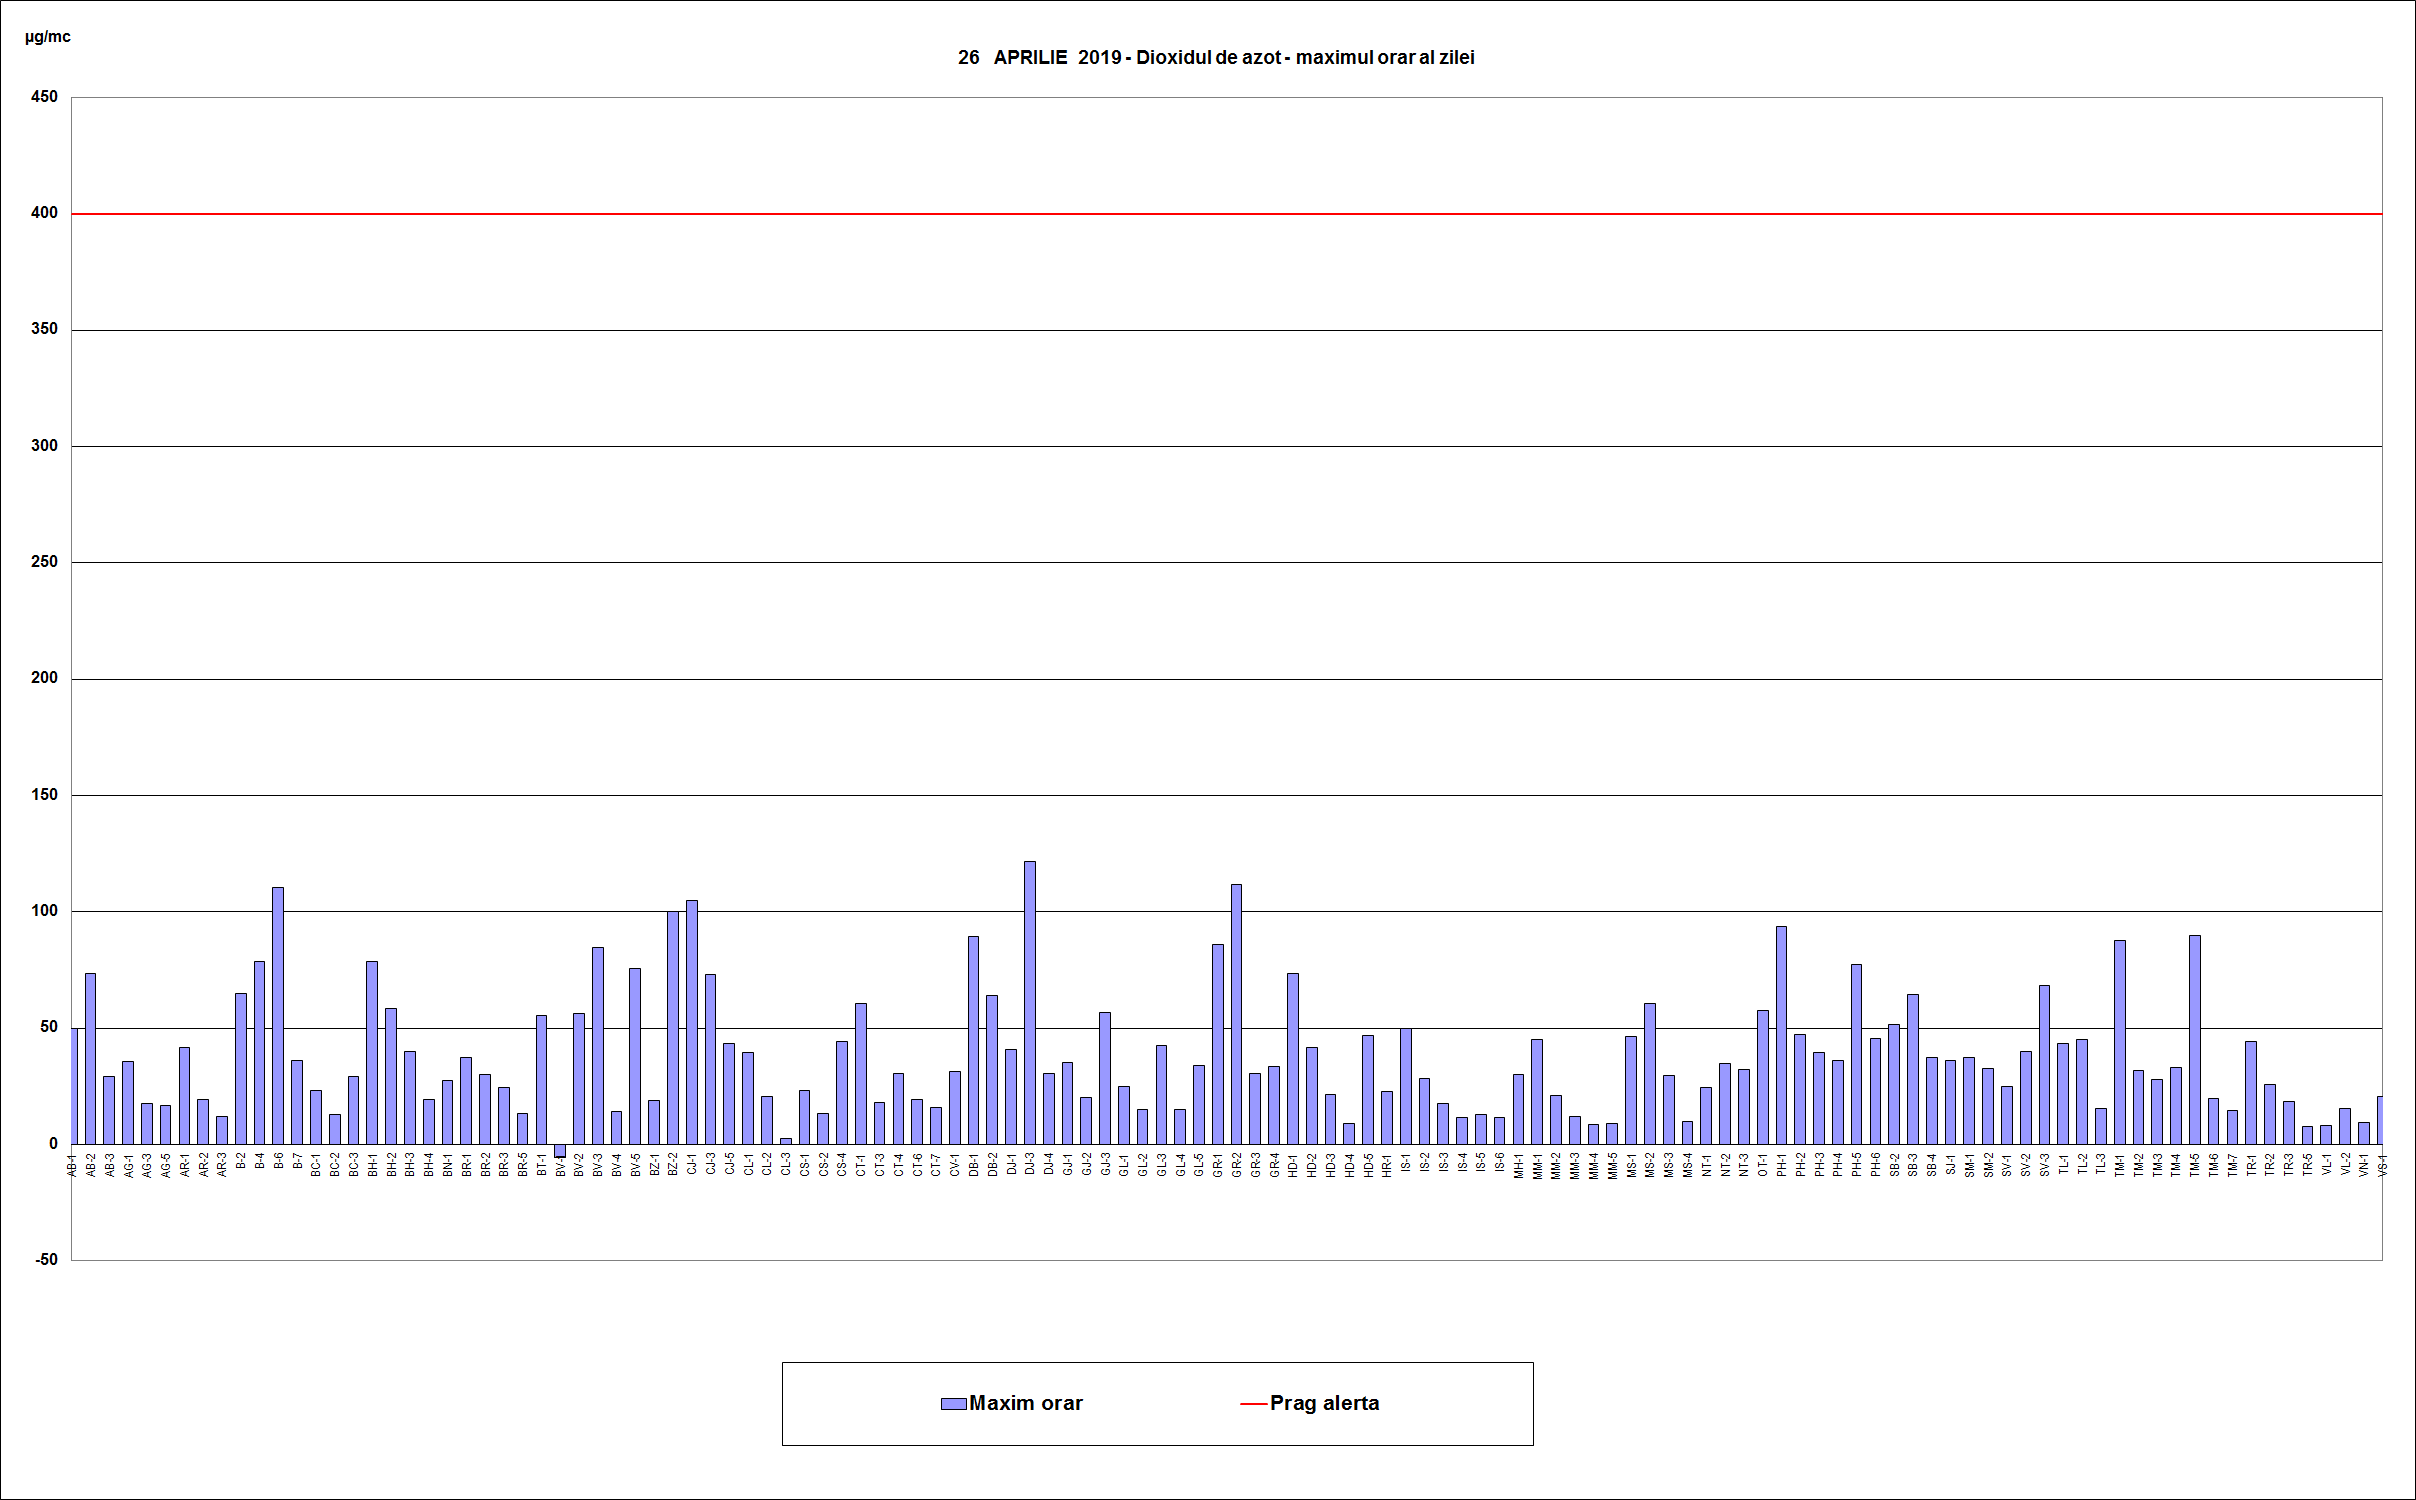 µg/mc
26 APRILIE 2019 - Dioxidul de azot - maximul orar al zilei
450
400
350
300
250
200
150
100
50
0
-50
AB-1 AB-2 AB-3 AG-1 AG-3 AG-5 AR-1 AR-2 AR-3 B-2 B-4 B-6 B-7 BC-1 BC-2 BC-3 BH-1 BH-2 BH-3 BH-4 BN-1 BR-1 BR-2 BR-3 BR-5 BT-1 BV-1 BV-2 BV-3 BV-4 BV-5 BZ-1 BZ-2 CJ-1 CJ-3 CJ-5 CL-1 CL-2 CL-3 CS-1 CS-2 CS-4 CT-1 CT-3 CT-4 CT-6 CT-7 CV-1 DB-1 DB-2 DJ-1 DJ-3 DJ-4 GJ-1 GJ-2 GJ-3 GL-1 GL-2 GL-3 GL-4 GL-5 GR-1 GR-2 GR-3 GR-4 HD-1 HD-2 HD-3 HD-4 HD-5 HR-1 IS-1 IS-2 IS-3 IS-4 IS-5 IS-6 MH-1 MM-1 MM-2 MM-3 MM-4 MM-5 MS-1 MS-2 MS-3 MS-4 NT-1 NT-2 NT-3 OT-1 PH-1 PH-2 PH-3 PH-4 PH-5 PH-6 SB-2 SB-3 SB-4 SJ-1 SM-1 SM-2 SV-1 SV-2 SV-3 TL-1 TL-2 TL-3 TM-1 TM-2 TM-3 TM-4 TM-5 TM-6 TM-7 TR-1 TR-2 TR-3 TR-5 VL-1 VL-2 VN-1 VS-1
Maxim orar Prag alerta